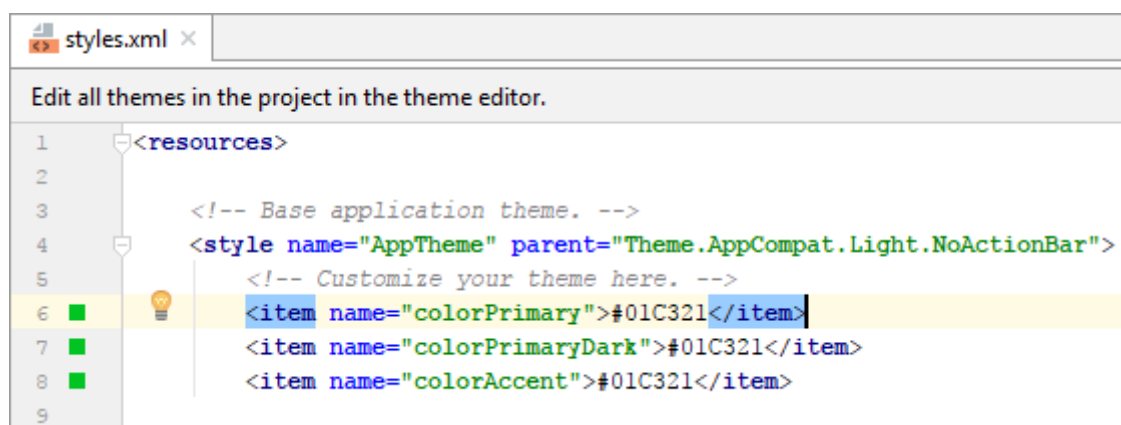 styles.xml
Edit all themes in the project in the theme editor.
1 <resources>
2
3 <!-- Base application theme. -->
4 <style name="AppTheme" parent="Theme.AppCompat.Light.NoActionBar">
5 <!-- Customize your theme here. -->
6 <item name="colorPrimary">#01C321</item>
7 <item name="colorPrimaryDark">#01C321</item>
8 <item name="colorAccent">#01C321</item>
9